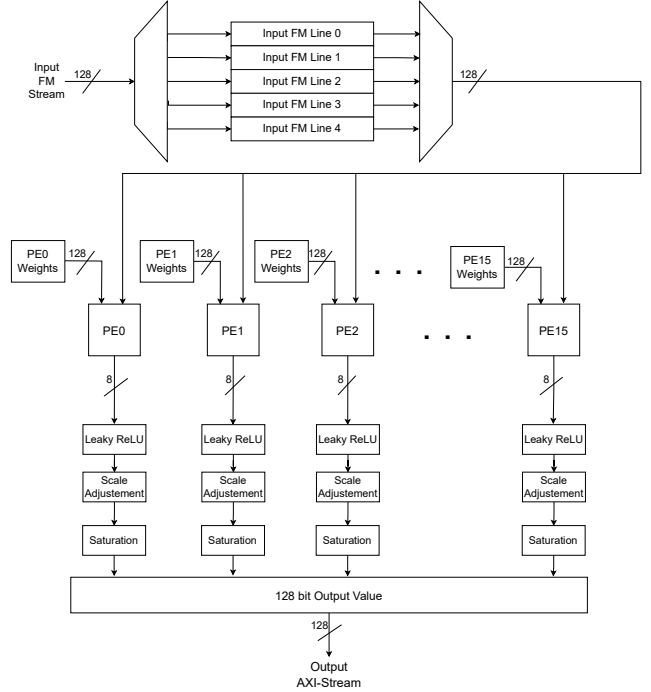 Input
FM
Stream
128
Input FM Line 0
Input FM Line 1
Input FM Line 2
Input FM Line 3
Input FM Line 4
128
PE0
Weights
128
PE1
Weights
128
PE2
Weights
128
. . .
PE15
Weights
128
PE0
PE1
PE2
. . .
PE15
8
8
8
8
Leaky ReLU
Leaky ReLU
Leaky ReLU
Leaky ReLU
Scale
Adjustement
Scale
Adjustement
Scale
Adjustement
Scale
Adjustement
Saturation
Saturation
Saturation
Saturation
128 bit Output Value
128
Output
AXI-Stream